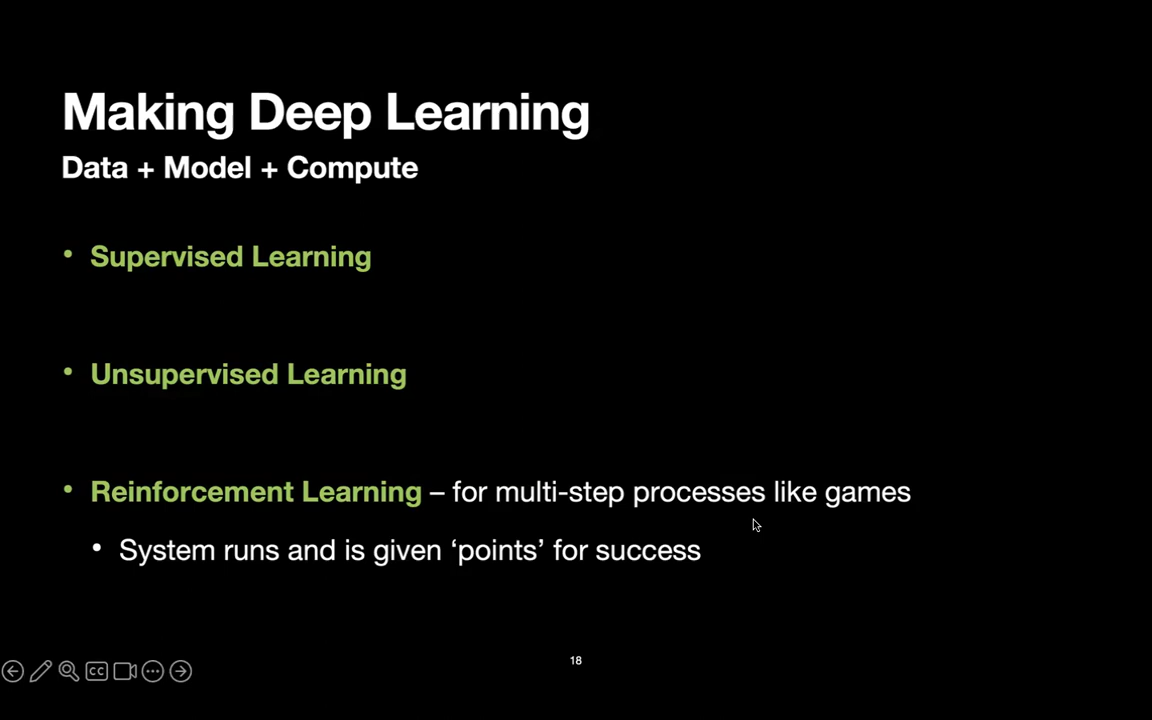 Making Deep Learning
Data + Model + Compute
• Supervised Learning
• Unsupervised Learning
• Reinforcement Learning – for multi-step processes like games
• System runs and is given ‘points’ for success
18
CC